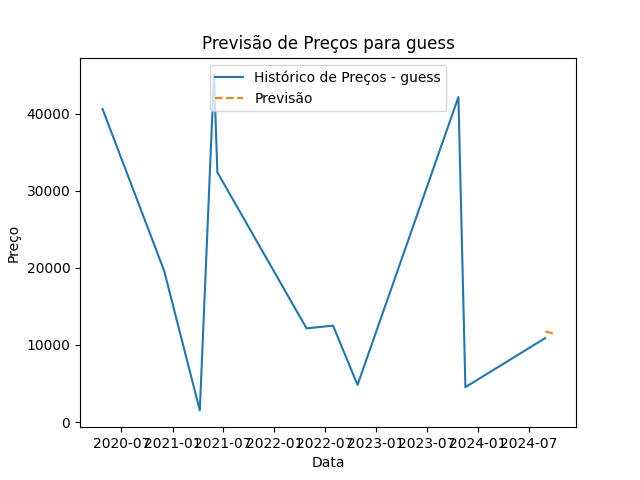 Previsão de Preços para guess
Histórico de Preços - guess
Previsão
Preço
40000
30000
20000
10000
0
2020-07 2021-01 2021-07 2022-01 2022-07 2023-01 2023-07 2024-01 2024-07
Data